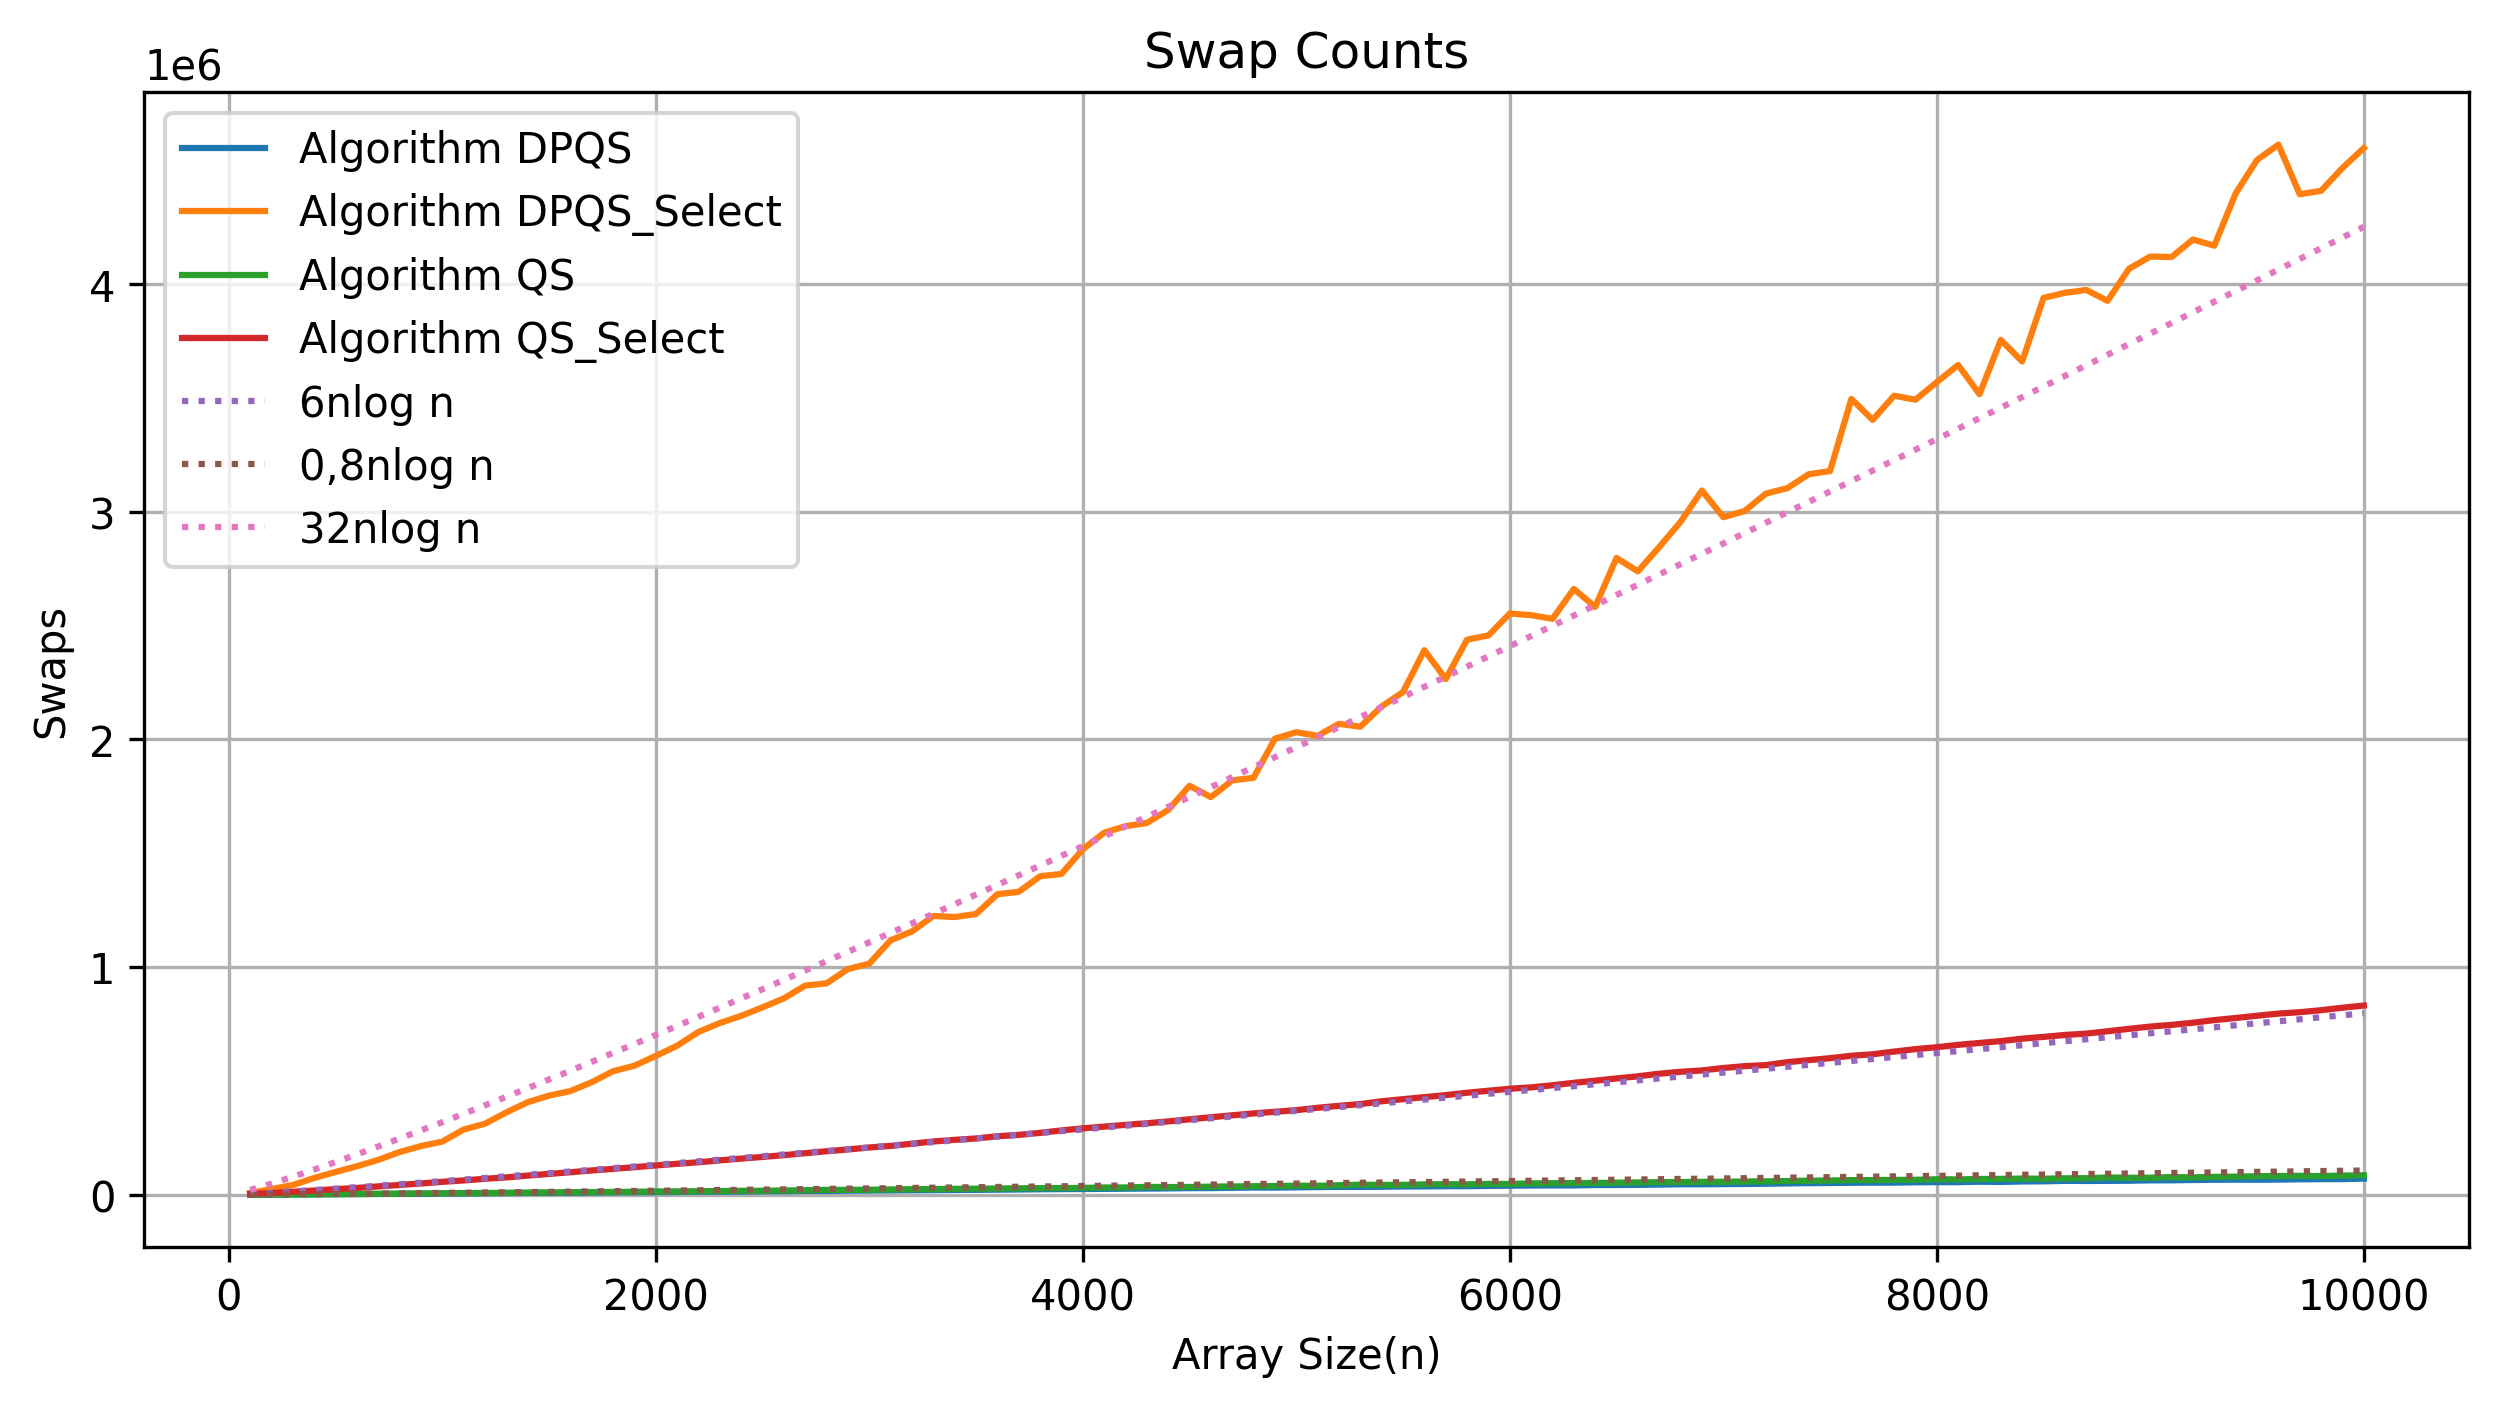 Swap Counts
1e6
Algorithm DPQS
Algorithm DPQS_Select
Algorithm QS
Algorithm QS_Select
6nlog n
0,8nlog n
32nlog n
4
3
2
1
0
Swaps
0 2000 4000 6000 8000 10000
Array Size(n)